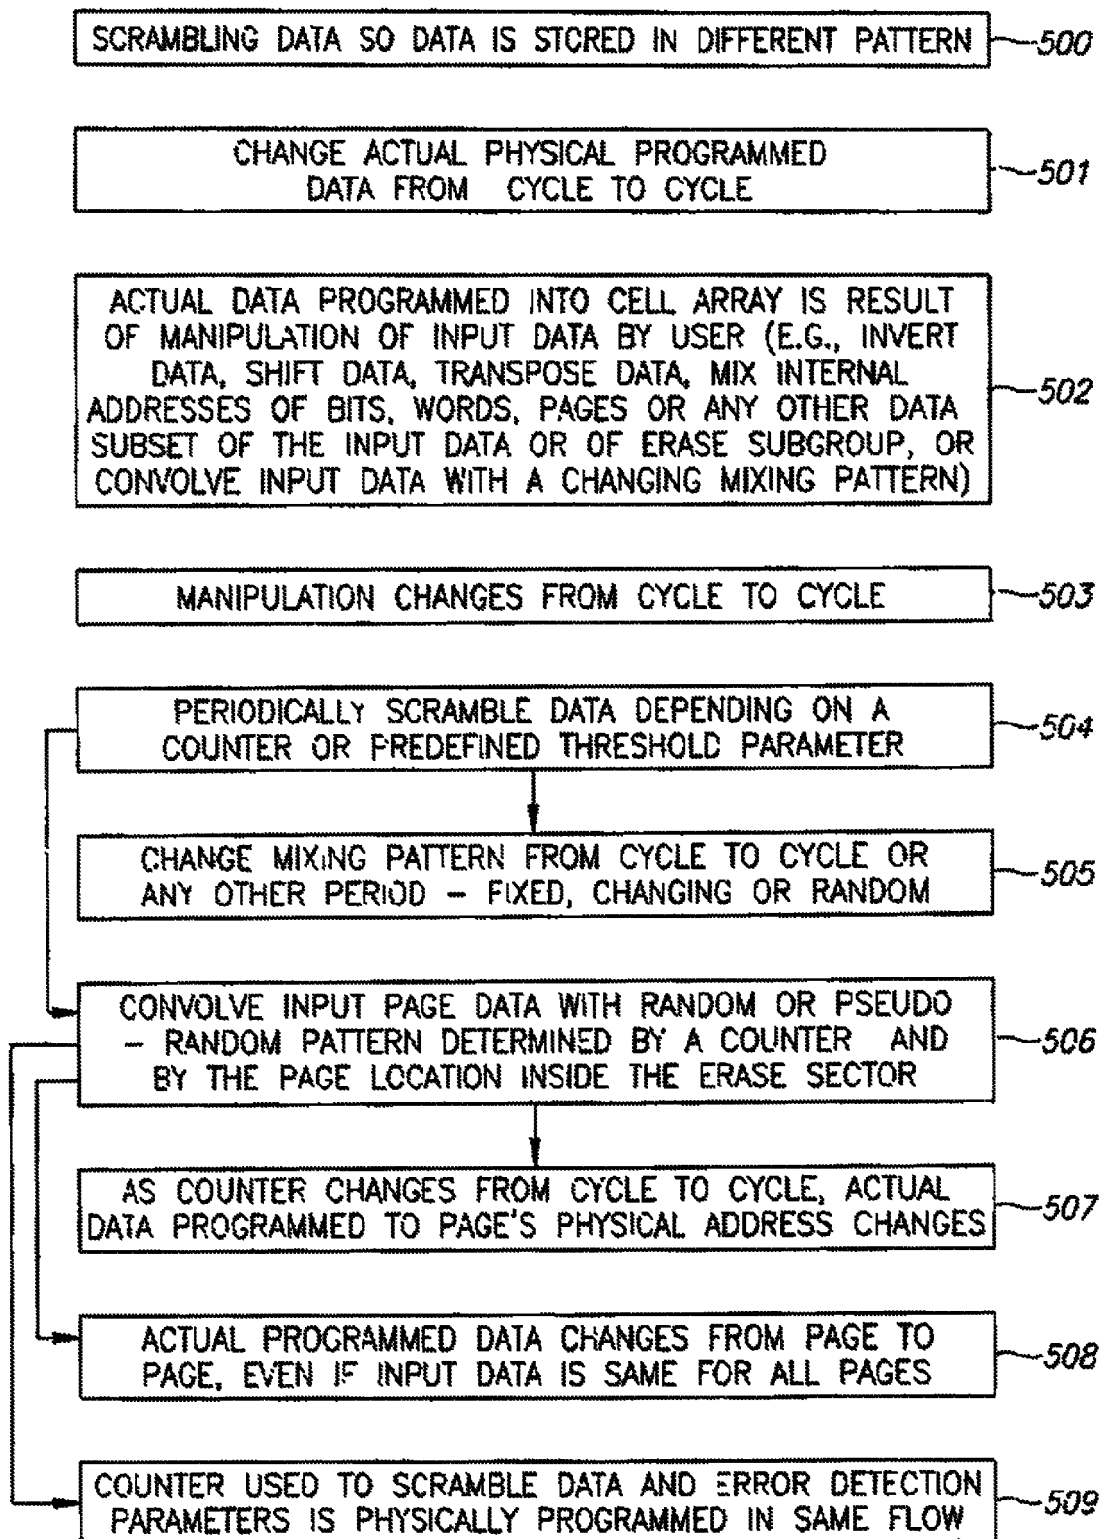 SCRAMBLING DATA SO DATA IS STORED IN DIFFERENT PATTERN 500
CHANGE ACTUAL PHYSICAL PROGRAMMED
DATA FROM CYCLE TO CYCLE 501
ACTUAL DATA PROGRAMMED INTO CELL ARRAY IS RESULT
OF MANIPULATION OF INPUT DATA BY USER (E.G., INVERT
DATA, SHIFT DATA, TRANSPOSE DATA, MIX INTERNAL
ADDRESSES OF BITS, WORDS, PAGES OR ANY OTHER DATA 502
SUBSET OF THE INPUT DATA OR OF ERASE SUBGROUP, OR
CONVOLVE INPUT DATA WITH A CHANGING MIXING PATTERN)
MANIPULATION CHANGES FROM CYCLE TO CYCLE 503
PERIODICALLY SCRAMBLE DATA DEPENDING ON A
COUNTER OR PREDEFINED THRESHOLD PARAMETER 504
CHANGE MIXING PATTERN FROM CYCLE TO CYCLE OR
ANY OTHER PERIOD – FIXED, CHANGING OR RANDOM 505
CONVOLVE INPUT PAGE DATA WITH RANDOM OR PSEUDO
– RANDOM PATTERN DETERMINED BY A COUNTER AND 506
BY THE PAGE LOCATION INSIDE THE ERASE SECTOR
AS COUNTER CHANGES FROM CYCLE TO CYCLE, ACTUAL
DATA PROGRAMMED TO PAGE'S PHYSICAL ADDRESS CHANGES 507
ACTUAL PROGRAMMED DATA CHANGES FROM PAGE TO
PAGE, EVEN IF INPUT DATA IS SAME FOR ALL PAGES 508
COUNTER USED TO SCRAMBLE DATA AND ERROR DETECTION
PARAMETERS IS PHYSICALLY PROGRAMMED IN SAME FLOW 509